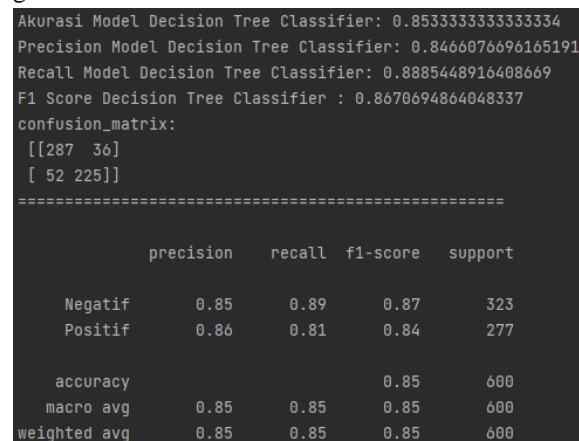 Akurasi Model Decision Tree Classifier: 0.8533333333333334
Precision Model Decision Tree Classifier: 0.8466076696165191
Recall Model Decision Tree Classifier: 0.8885448916408669
F1 Score Decision Tree Classifier : 0.8670694864048337
confusion_matrix:
[[287 36]
[ 52 225]]
====================================================
precision recall f1-score support
Negatif 0.85 0.89 0.87 323
Positif 0.86 0.81 0.84 277
accuracy 0.85 600
macro avg 0.85 0.85 0.85 600
weighted avg 0.85 0.85 0.85 600